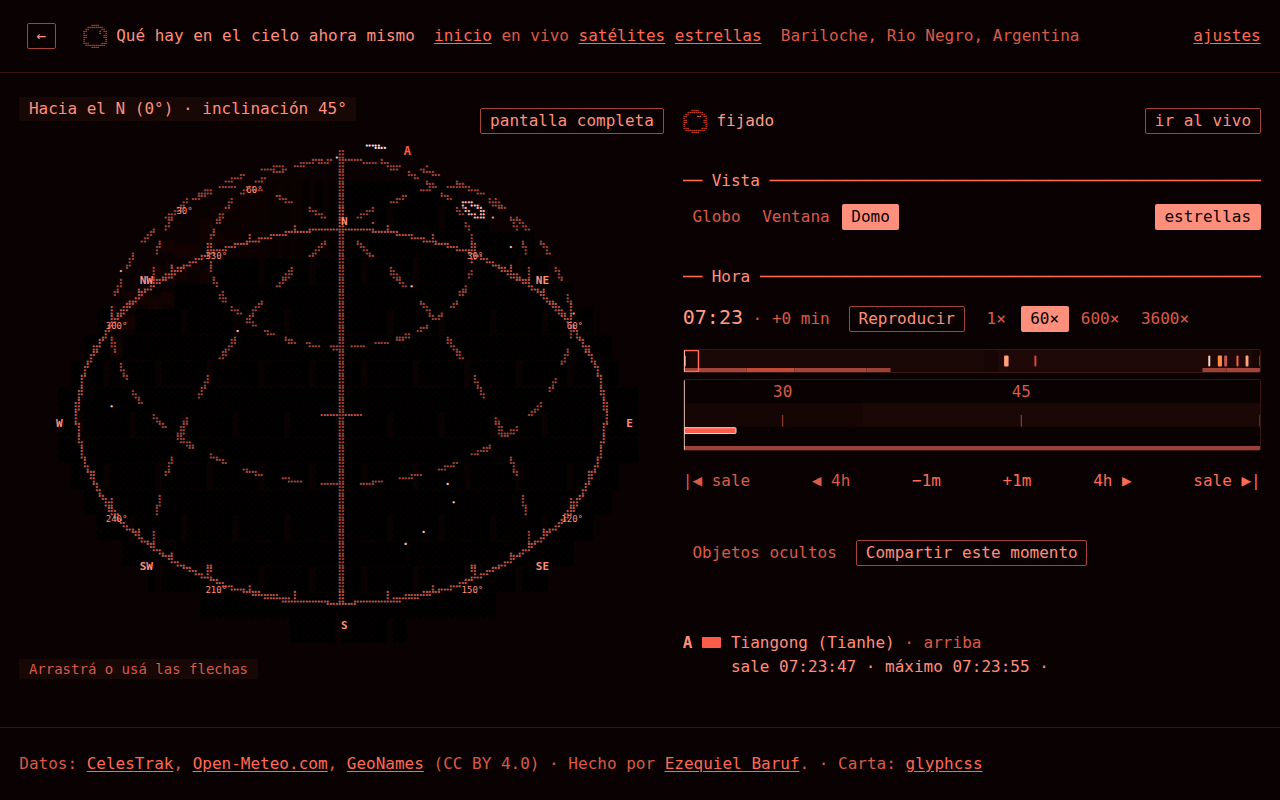 ← Qué hay en el cielo ahora mismo inicio en vivo satélites estrellas Bariloche, Rio Negro, Argentina ajustes
Hacia el N (0°) · inclinación 45°
pantalla completa
A
60°
30°
N
330°
30°
NW
NE
300°
60°
W
E
240°
120°
SW
SE
210°
150°
S
Arrastrá o usá las flechas
fijado
ir al vivo
Vista
Globo Ventana Domo estrellas
Hora
07:23 · +0 min Reproducir 1× 60× 600× 3600×
30 45
|◀ sale ◀ 4h −1m +1m 4h ▶ sale ▶|
Objetos ocultos Compartir este momento
A Tiangong (Tianhe) · arriba
sale 07:23:47 · máximo 07:23:55 ·
Datos: CelesTrak, Open-Meteo.com, GeoNames (CC BY 4.0) · Hecho por Ezequiel Baruf. · Carta: glyphcss